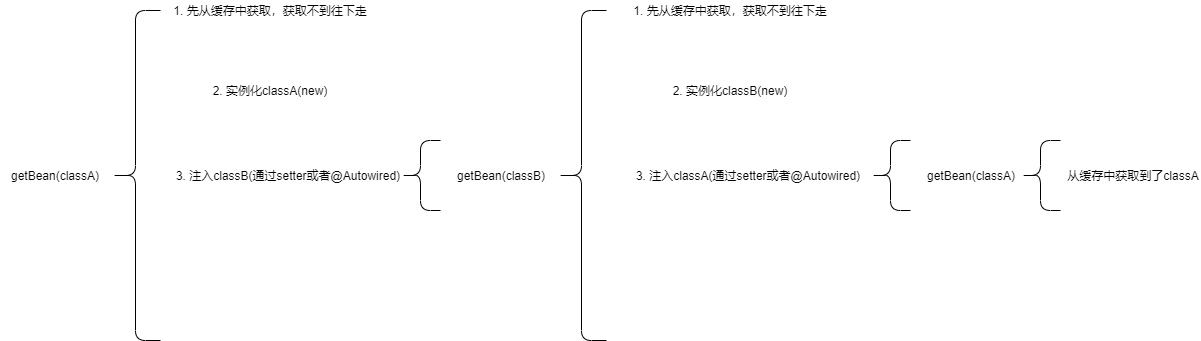 1. 先从缓存中获取，获取不到往下走
2. 实例化classA(new)
getBean(classA)
3. 注入classB(通过setter或者@Autowired)
getBean(classB)
1. 先从缓存中获取，获取不到往下走
2. 实例化classB(new)
3. 注入classA(通过setter或者@Autowired)
getBean(classA)
从缓存中获取到了classA